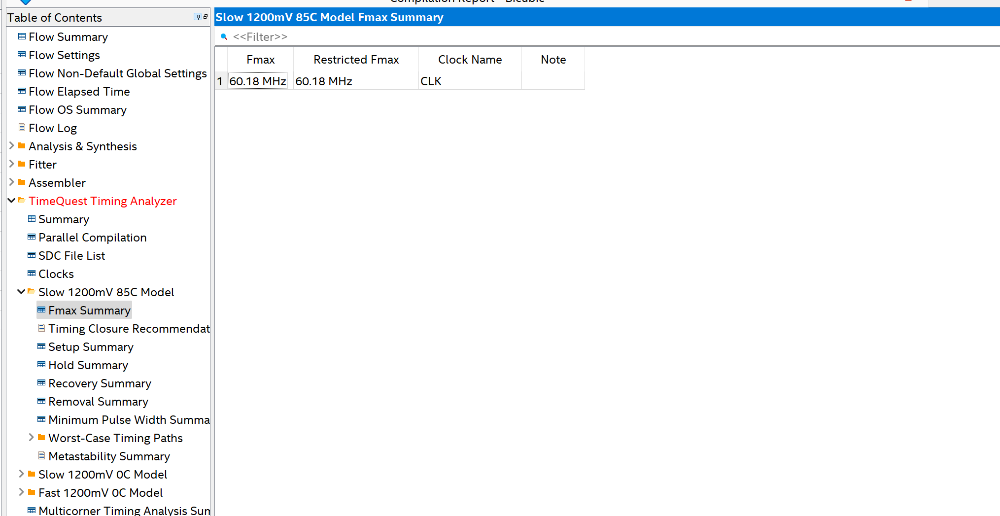 Compilation Report - Bicubic
Table of Contents
Flow Summary
Flow Settings
Flow Non-Default Global Settings
Flow Elapsed Time
Flow OS Summary
Flow Log
Analysis & Synthesis
Fitter
Assembler
TimeQuest Timing Analyzer
Summary
Parallel Compilation
SDC File List
Clocks
Slow 1200mV 85C Model
Fmax Summary
Timing Closure Recommendat
Setup Summary
Hold Summary
Recovery Summary
Removal Summary
Minimum Pulse Width Summa
Worst-Case Timing Paths
Metastability Summary
Slow 1200mV 0C Model
Fast 1200mV 0C Model
Multicorner Timing Analysis Sum
Slow 1200mV 85C Model Fmax Summary
<<Filter>>
Fmax Restricted Fmax Clock Name Note
1 60.18 MHz 60.18 MHz CLK